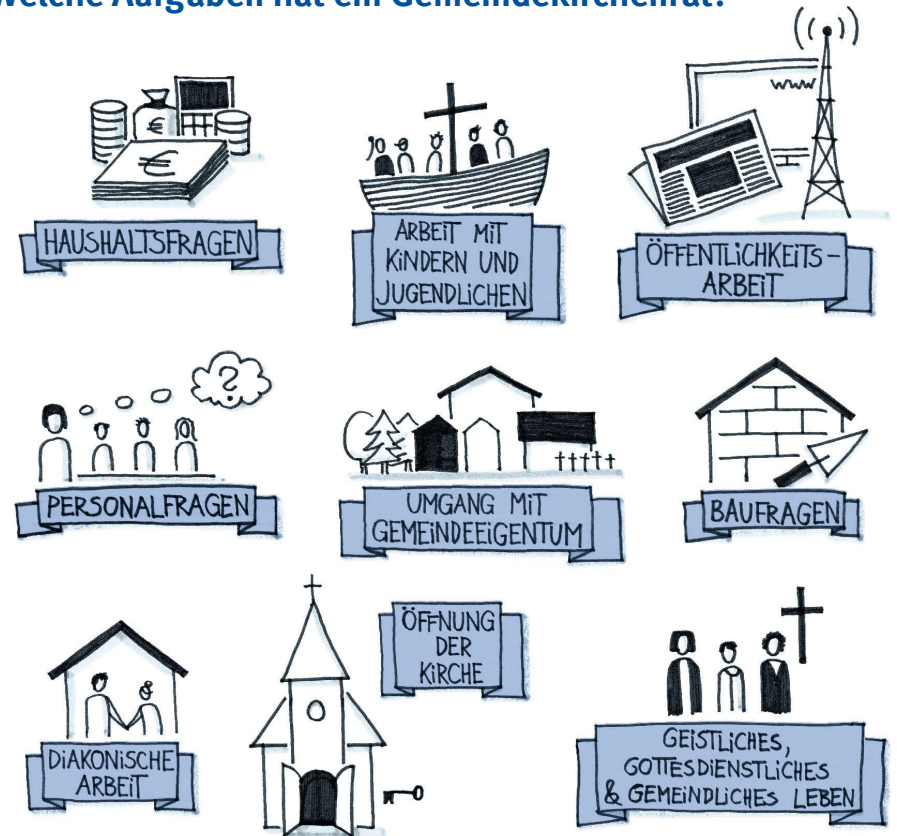 Welche Aufgaben hat ein Gemeindekirchenrat?
€
€
www
HAUSHALTSFRAGEN
ARBEIT MIT
KINDERN UND
JUGENDLICHEN
ÖFFENTLICHKEITS-
ARBEIT
?
PERSONALFRAGEN
UMGANG MIT
GEMEINDEEIGENTUM
BAUFRAGEN
ÖFFNUNG
DER
KIRCHE
DIAKONISCHE
ARBEIT
GEISTLICHES,
GOTTESDIENSTLICHES
& GEMEINDLICHES LEBEN